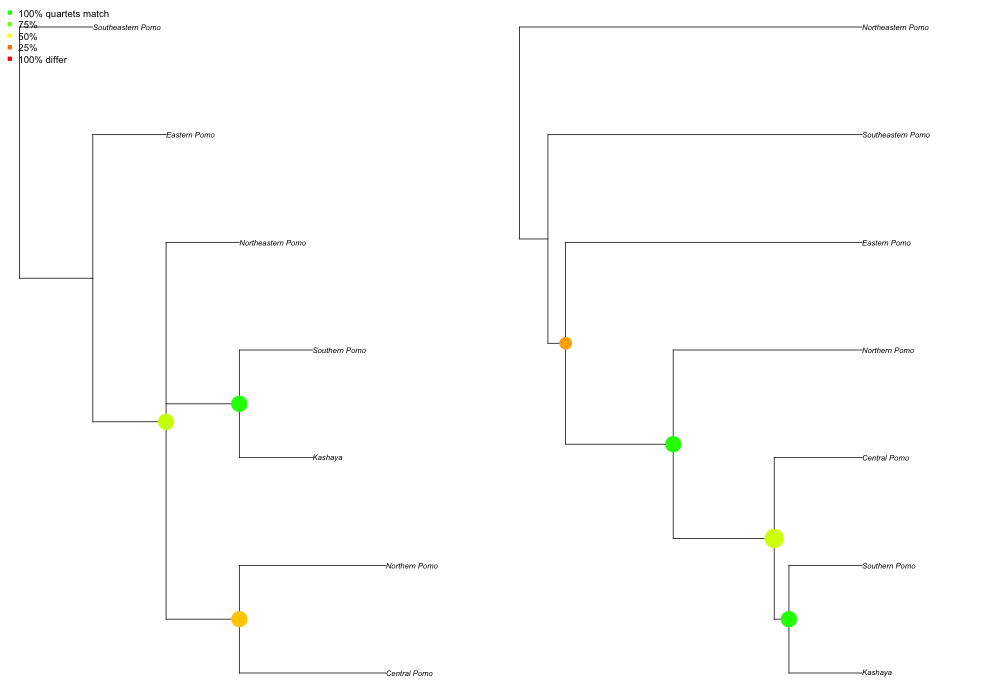 100% quartets match
75%
50%
25%
100% differ
Southeastern Pomo
Eastern Pomo
Northeastern Pomo
Southern Pomo
Kashaya
Northern Pomo
Central Pomo
Northeastern Pomo
Southeastern Pomo
Eastern Pomo
Northern Pomo
Central Pomo
Southern Pomo
Kashaya